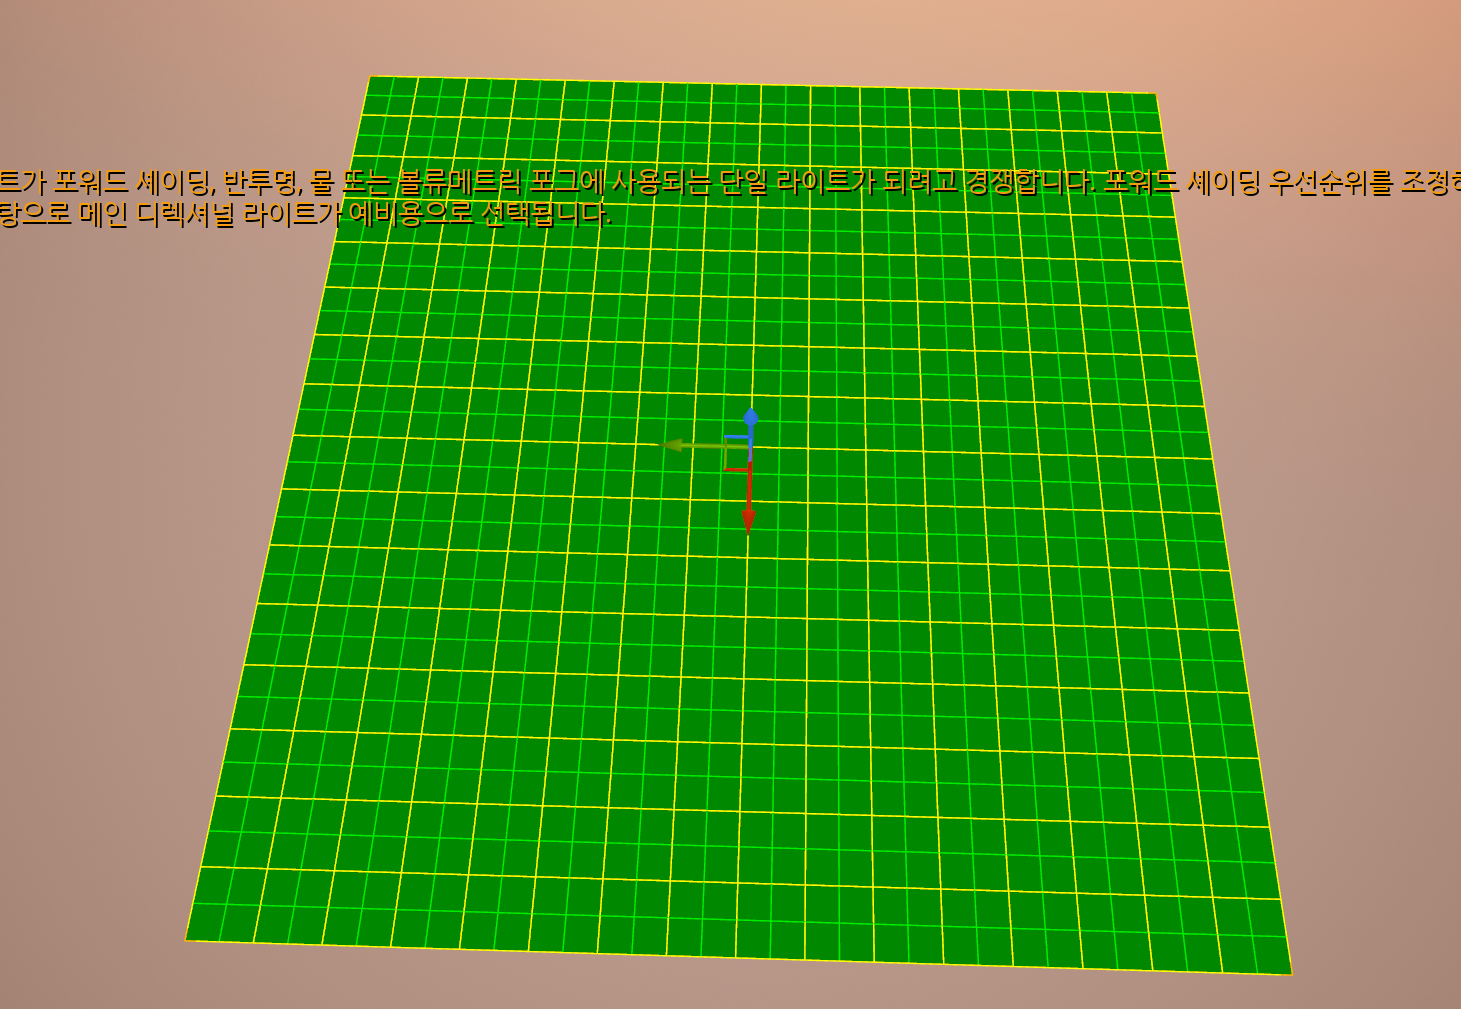 트가 포워드 셰이딩, 반투명, 물 또는 볼류메트릭 포그에 사용되는 단일 라이트가 되려고 경쟁합니다. 포워드 셰이딩 우선순위를 조정하
탕으로 메인 디렉셔널 라이트가 예비용으로 선택됩니다.